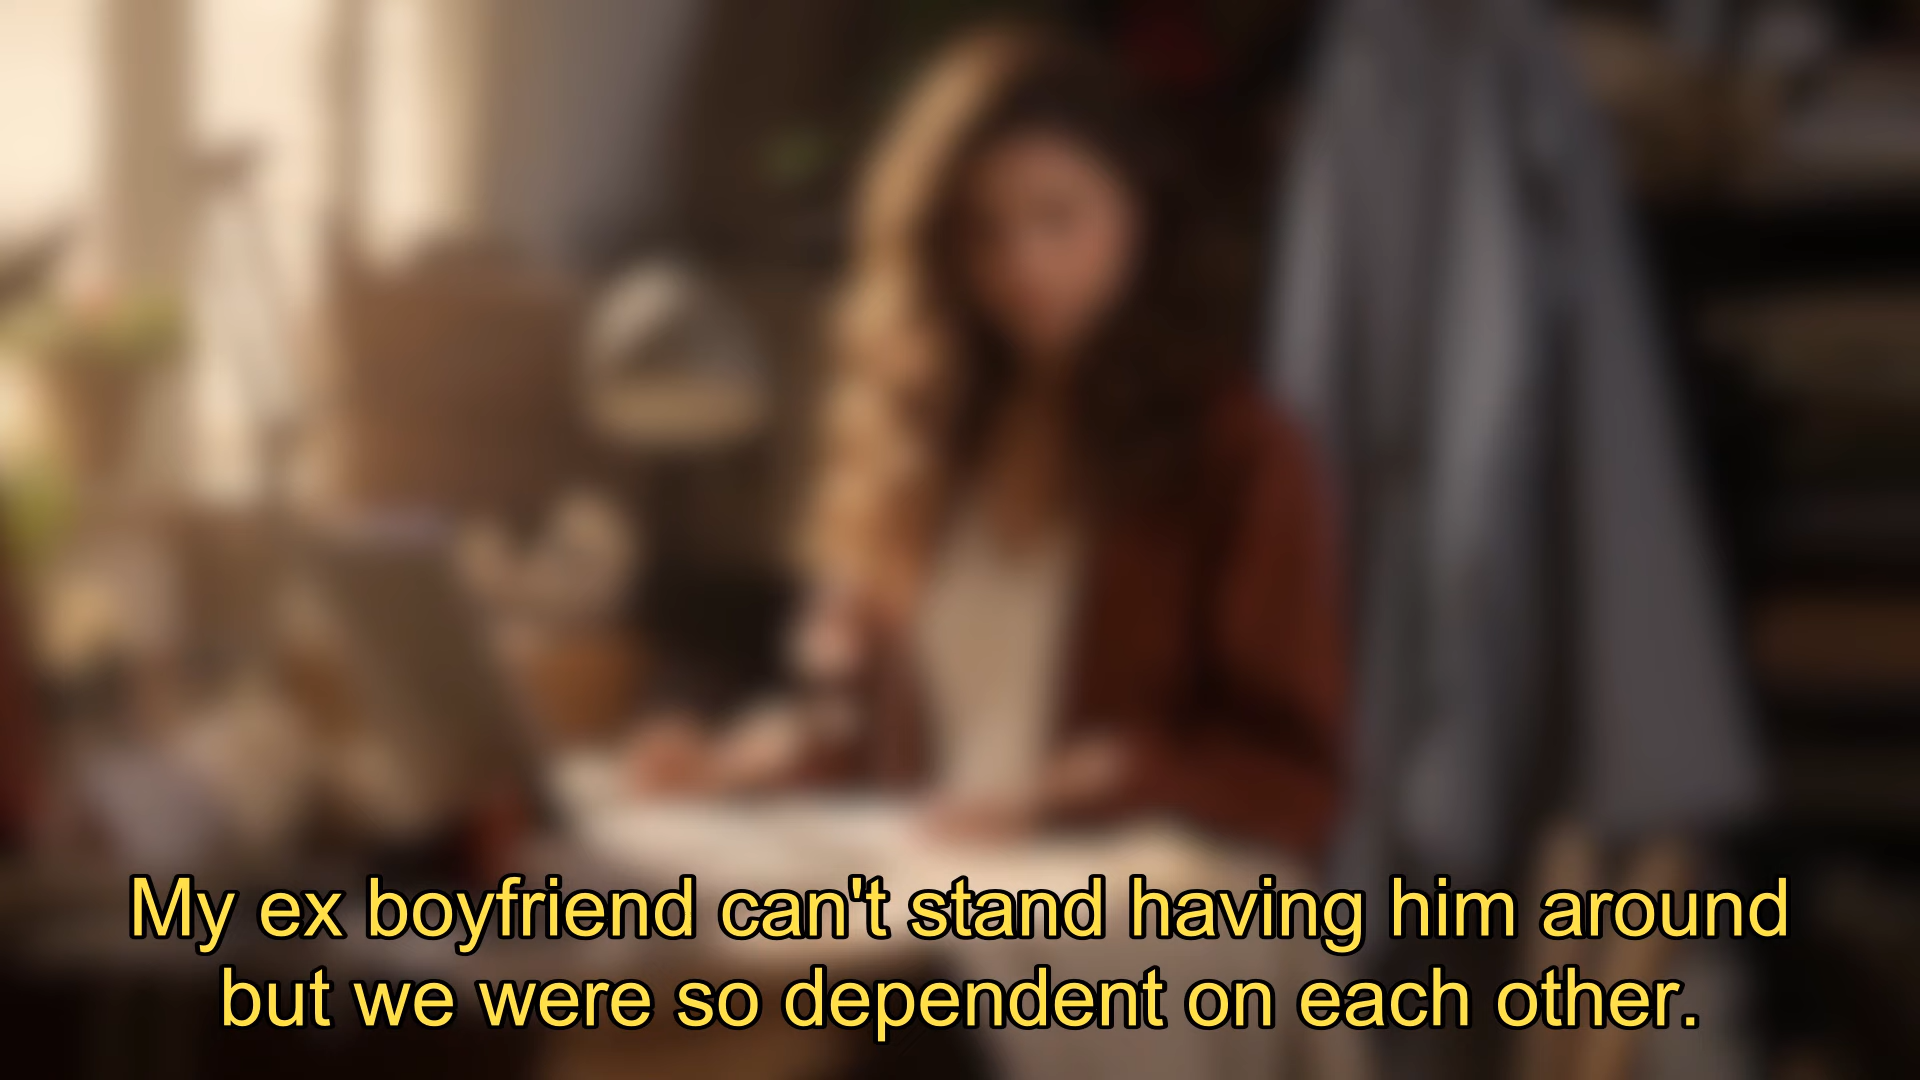 My ex boyfriend can't stand having him around
but we were so dependent on each other.